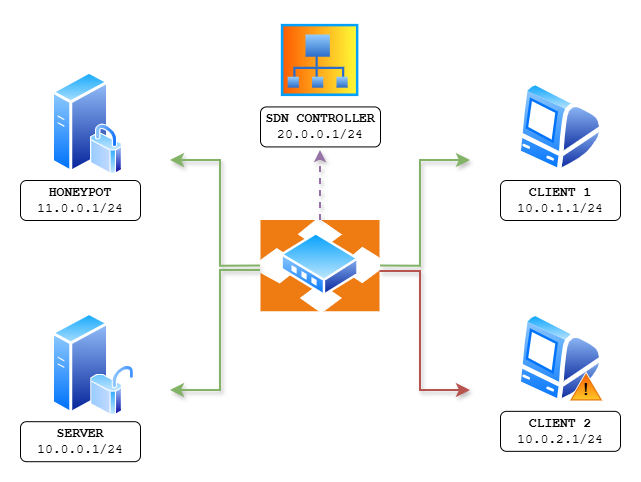 SDN CONTROLLER
20.0.0.1/24
HONEYPOT
11.0.0.1/24
CLIENT 1
10.0.1.1/24
SERVER
10.0.0.1/24
!
CLIENT 2
10.0.2.1/24